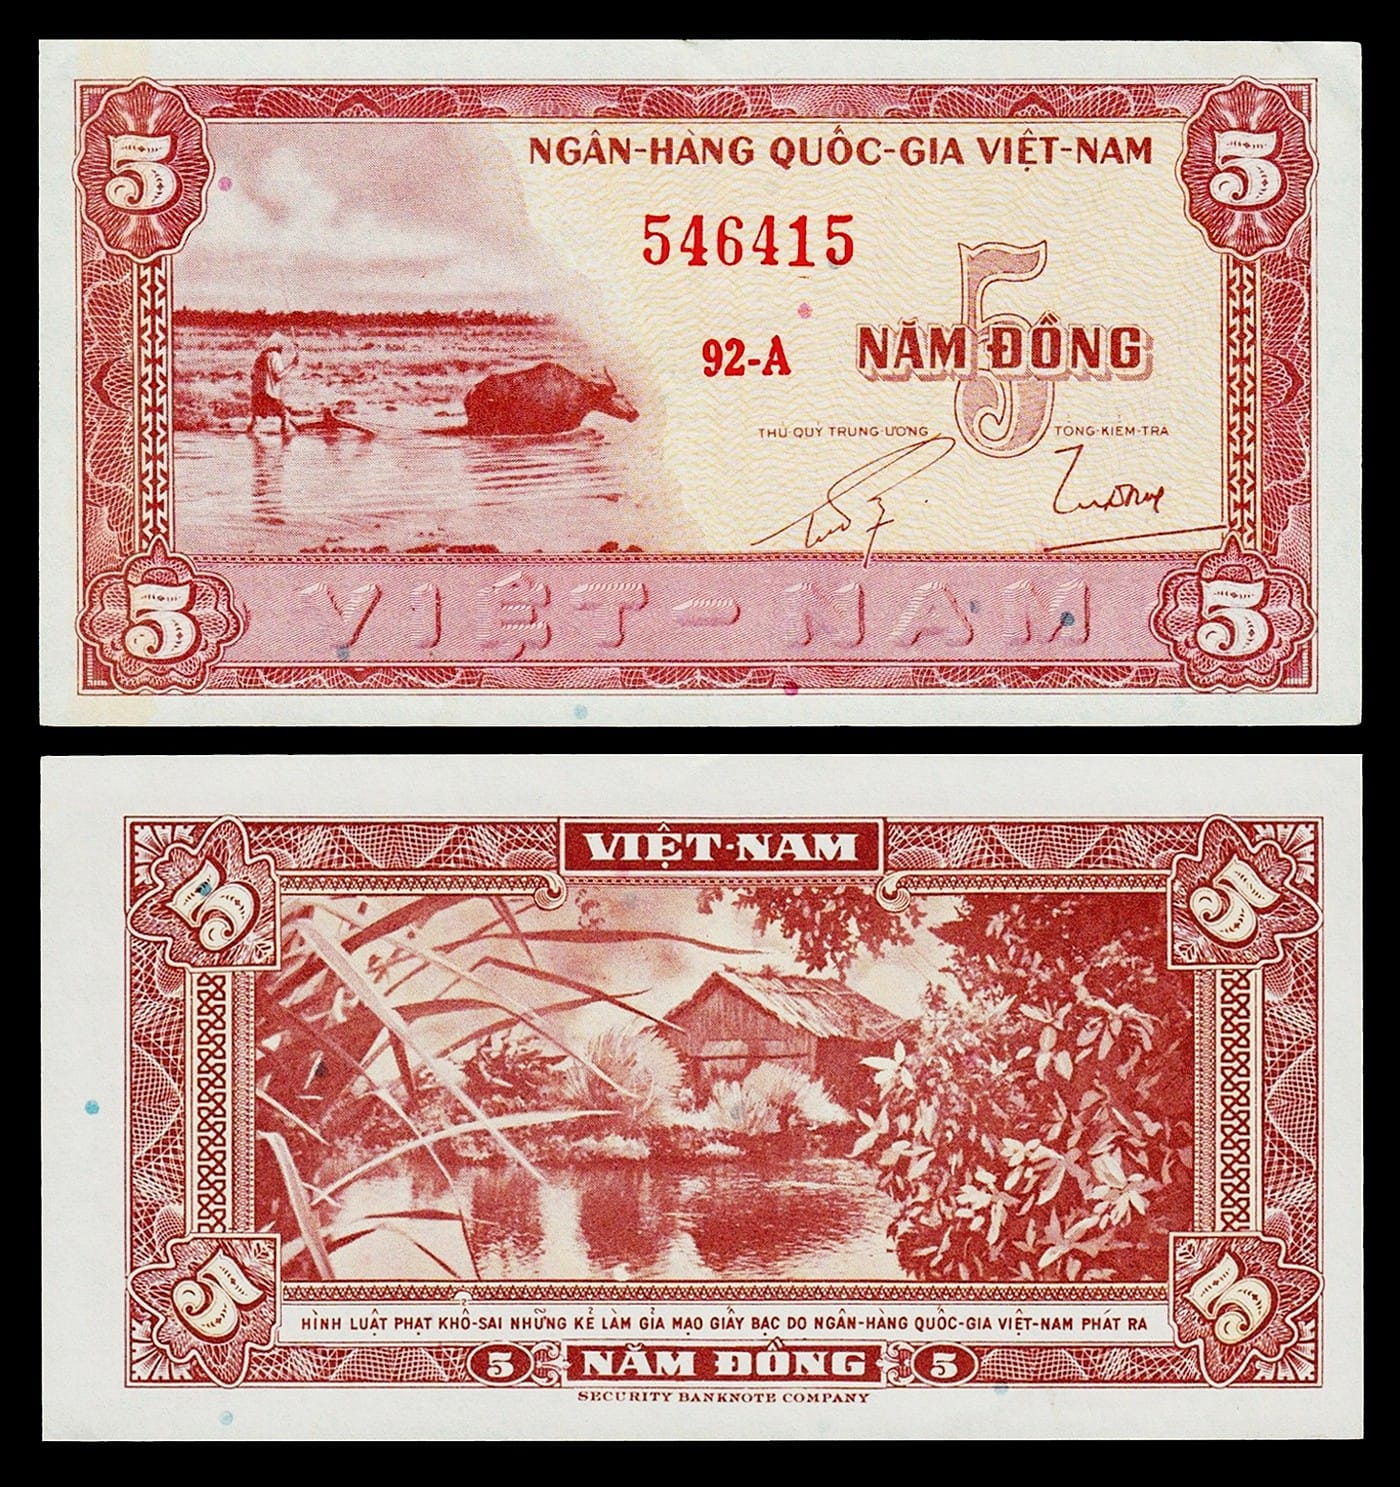 5
5
NGÂN-HÀNG QUỐC-GIA VIỆT-NAM
546415
5
92-A
NĂM ĐỒNG
THỦ-QUỸ TRUNG-ƯƠNG
TỔNG-KIỂM-TRA
5
VIỆT-NAM
5
VIỆT-NAM
5
5
5
5
HÌNH LUẬT PHẠT KHỔ-SAI NHỮNG KẺ LÀM GIẢ MẠO GIẤY BẠC DO NGÂN-HÀNG QUỐC-GIA VIỆT-NAM PHÁT RA
5 NĂM ĐỒNG 5
SECURITY BANKNOTE COMPANY